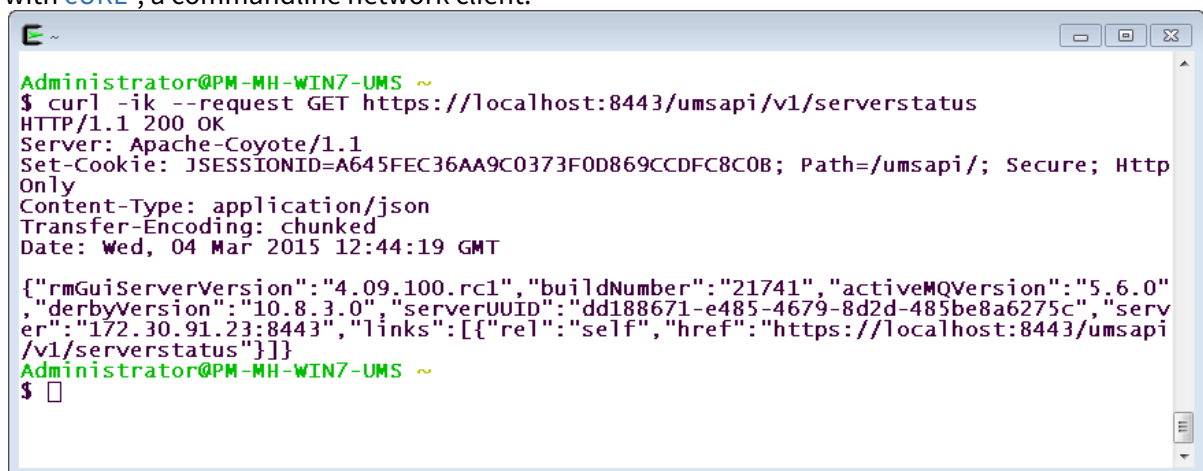 with cURL , a commandline network client.
~
Administrator@PM-MH-WIN7-UMS ~
$ curl -ik --request GET https://localhost:8443/umsapi/v1/serverstatus
HTTP/1.1 200 OK
Server: Apache-Coyote/1.1
Set-Cookie: JSESSIONID=A645FEC36AA9C0373F0D869CCDFC8C0B; Path=/umsapi/; Secure; Http
Only
Content-Type: application/json
Transfer-Encoding: chunked
Date: Wed, 04 Mar 2015 12:44:19 GMT
{"rmGuiServerVersion":"4.09.100.rc1","buildNumber":"21741","activeMQVersion":"5.6.0"
,"derbyVersion":"10.8.3.0","serverUUID":"dd188671-e485-4679-8d2d-485be8a6275c","serv
er":"172.30.91.23:8443","links":[{"rel":"self","href":"https://localhost:8443/umsapi
/v1/serverstatus"}]}
Administrator@PM-MH-WIN7-UMS ~
$